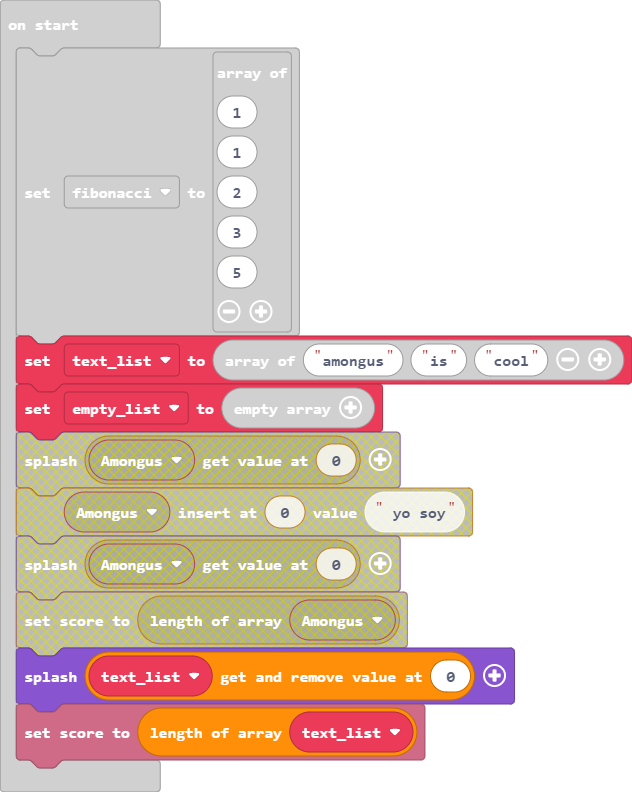 on start
array of
1
1
2
set fibonacci to
3
5
set text_list to array of "amongus" "is" "cool"
set empty_list to empty array
splash Amongus get value at 0
Amongus insert at 0 value " yo soy"
splash Amongus get value at 0
set score to length of array Amongus
splash text_list get and remove value at 0
set score to length of array text_list